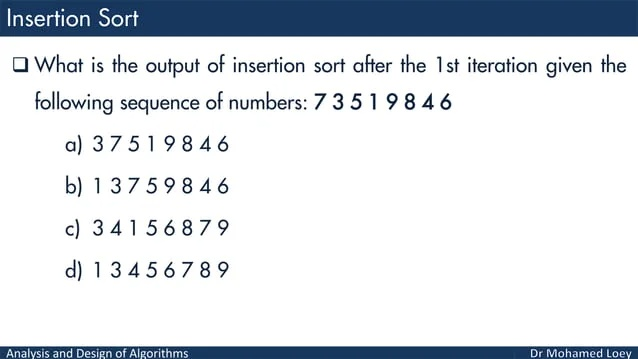 Insertion Sort
❑ What is the output of insertion sort after the 1st iteration given the
following sequence of numbers: 7 3 5 1 9 8 4 6
a) 3 7 5 1 9 8 4 6
b) 1 3 7 5 9 8 4 6
c) 3 4 1 5 6 8 7 9
d) 1 3 4 5 6 7 8 9
Analysis and Design of Algorithms
Dr Mohamed Loey